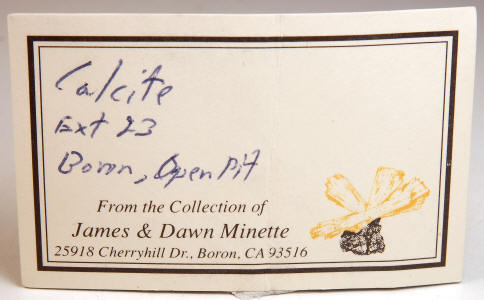 Calcite
Ext 23
Boron, Open Pit
From the Collection of
James & Dawn Minette
25918 Cherryhill Dr., Boron, CA 93516